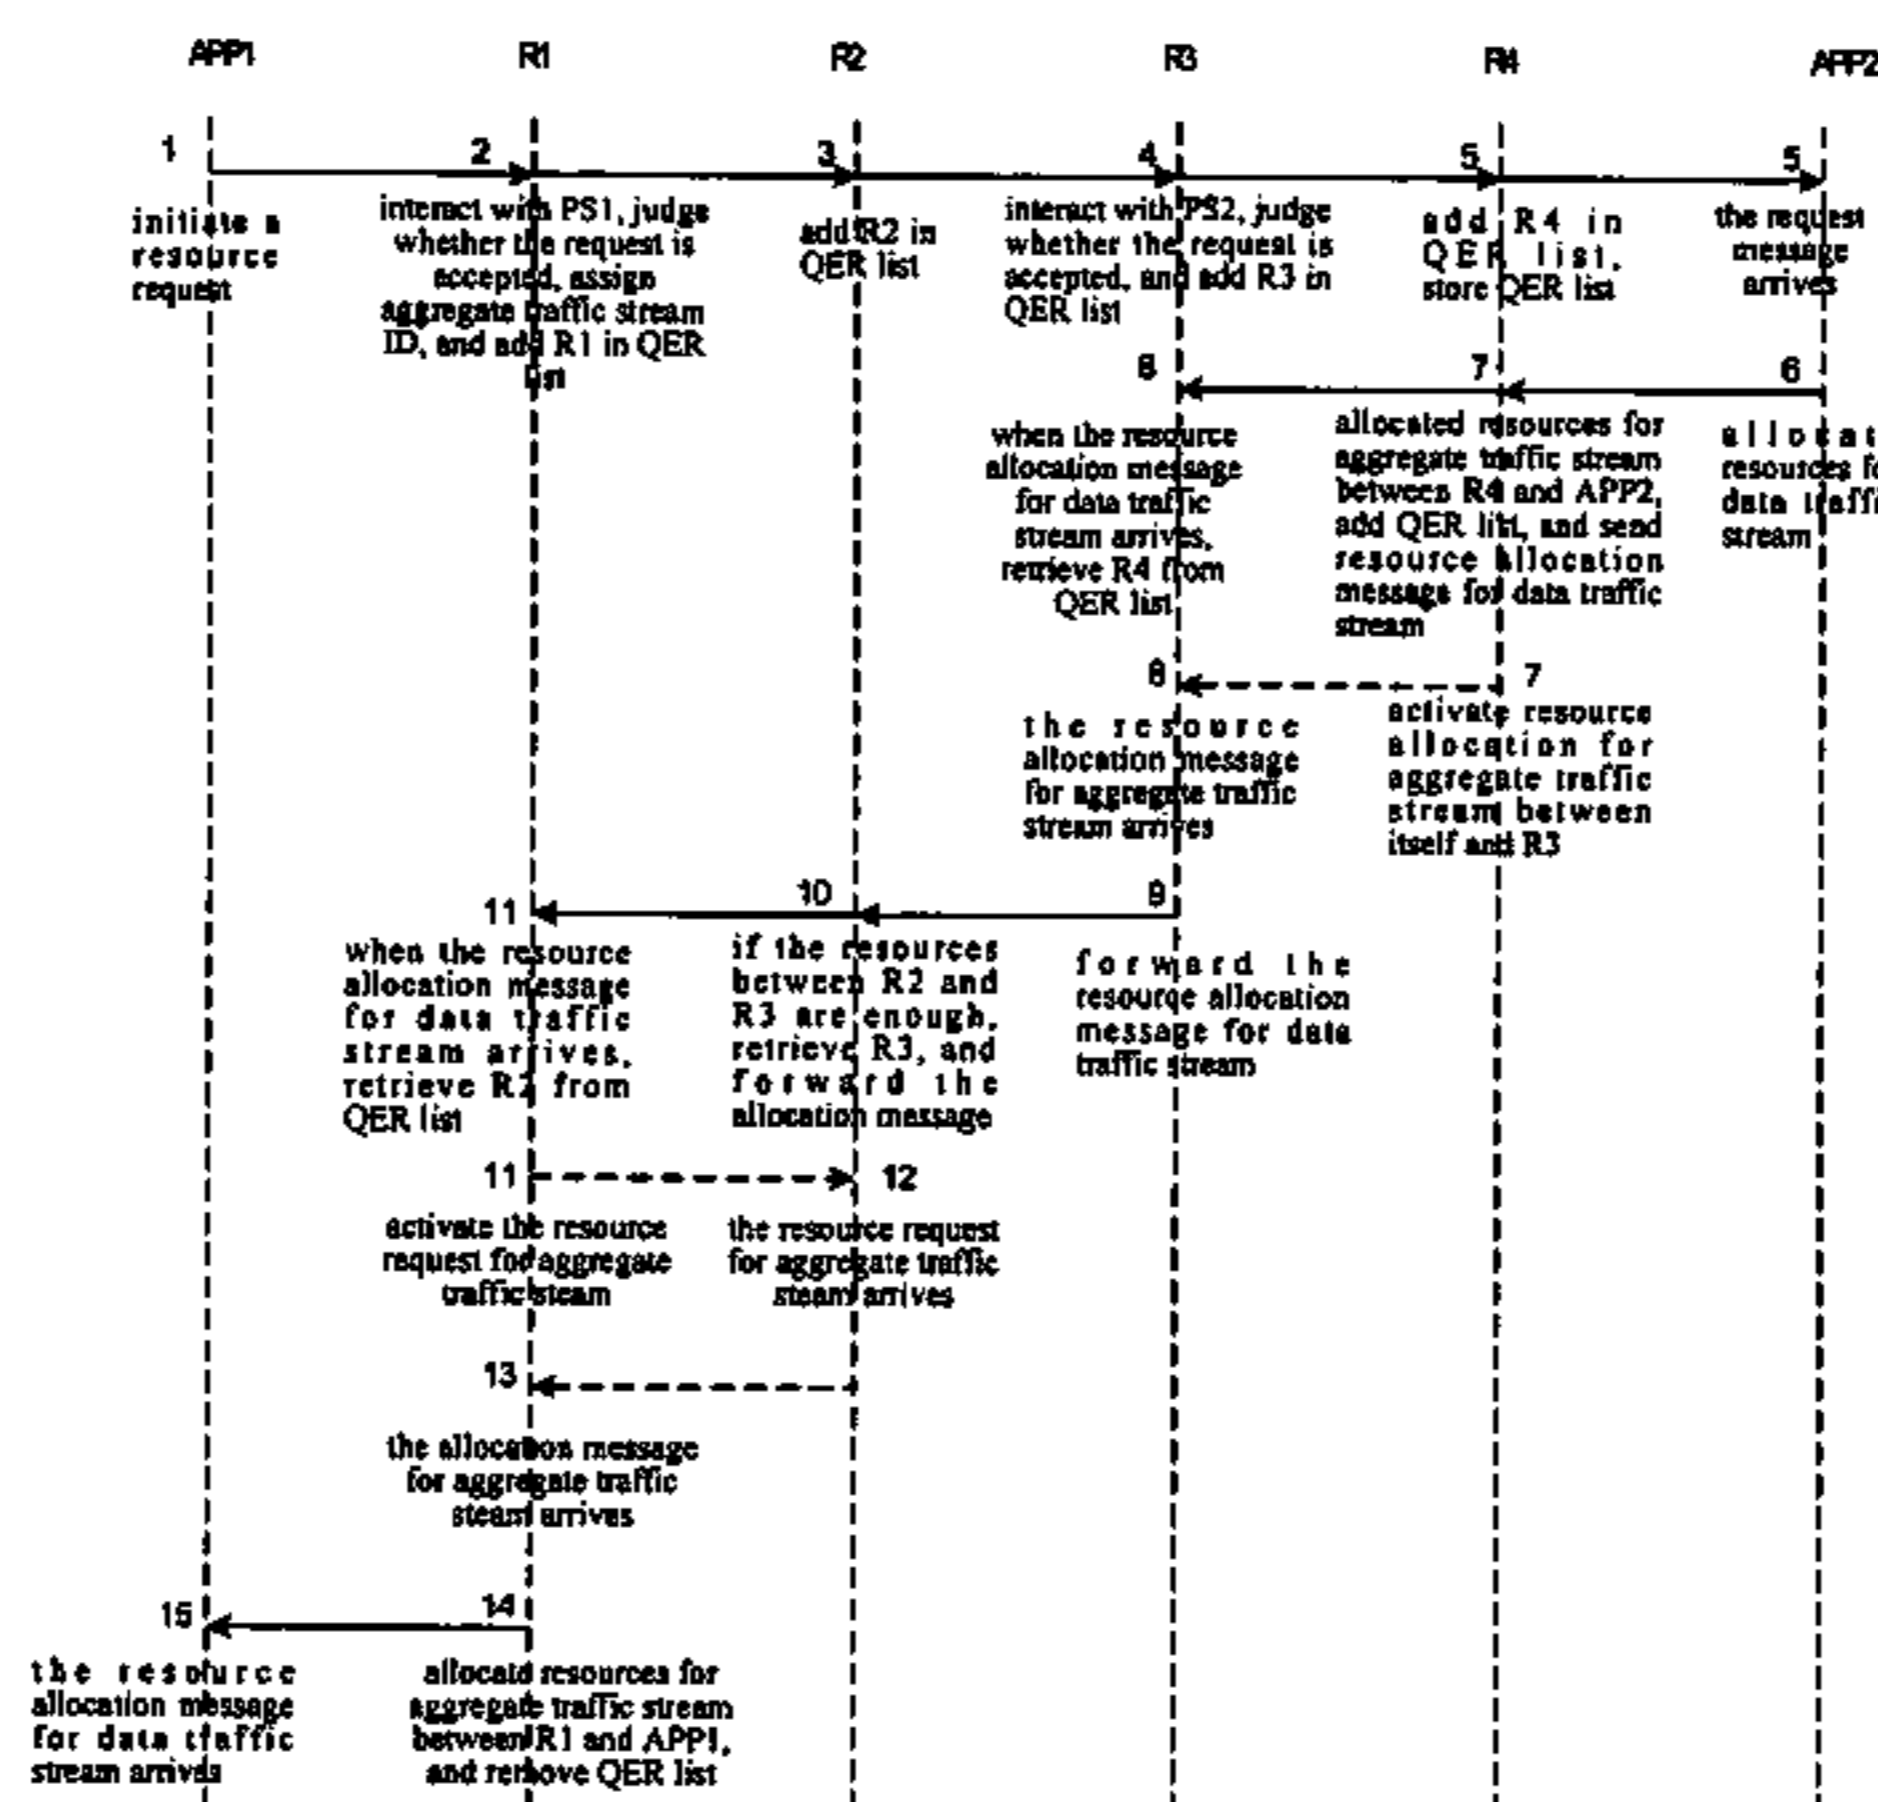 APP1 R1 R2 R3 R4 APP2
1 2 3 4 5 5
initiate a
resource
request
interact with PS1, judge
whether the request is
accepted, assign
aggregate traffic stream
ID, and add R1 in QER
list
add R2 in
QER list
interact with PS2, judge
whether the request is
accepted, and add R3 in
QER list
add R4 in
QER list,
store QER list
the request
message
arrives
8 7 6
when the resource
allocation message
for data traffic
stream arrives,
retrieve R4 from
QER list
allocated resources for
aggregate traffic stream
between R4 and APP2,
add QER list, and send
resource allocation
message for data traffic
stream
allocat
resources fo
data traffi
stream
8 7
the resource
allocation message
for aggregate traffic
stream arrives
activate resource
allocation for
aggregate traffic
stream between
itself and R3
11 10 9
when the resource
allocation message
for data traffic
stream arrives,
retrieve R2 from
QER list
if the resources
between R2 and
R3 are enough,
retrieve R3, and
forward the
allocation message
forward the
resource allocation
message for data
traffic stream
11 12
activate the resource
request for aggregate
traffic steam
the resource request
for aggregate traffic
steam arrives
13
the allocation message
for aggregate traffic
steam arrives
15 14
the resource
allocation message
for data traffic
stream arrives
allocate resources for
aggregate traffic stream
between R1 and APP1,
and remove QER list